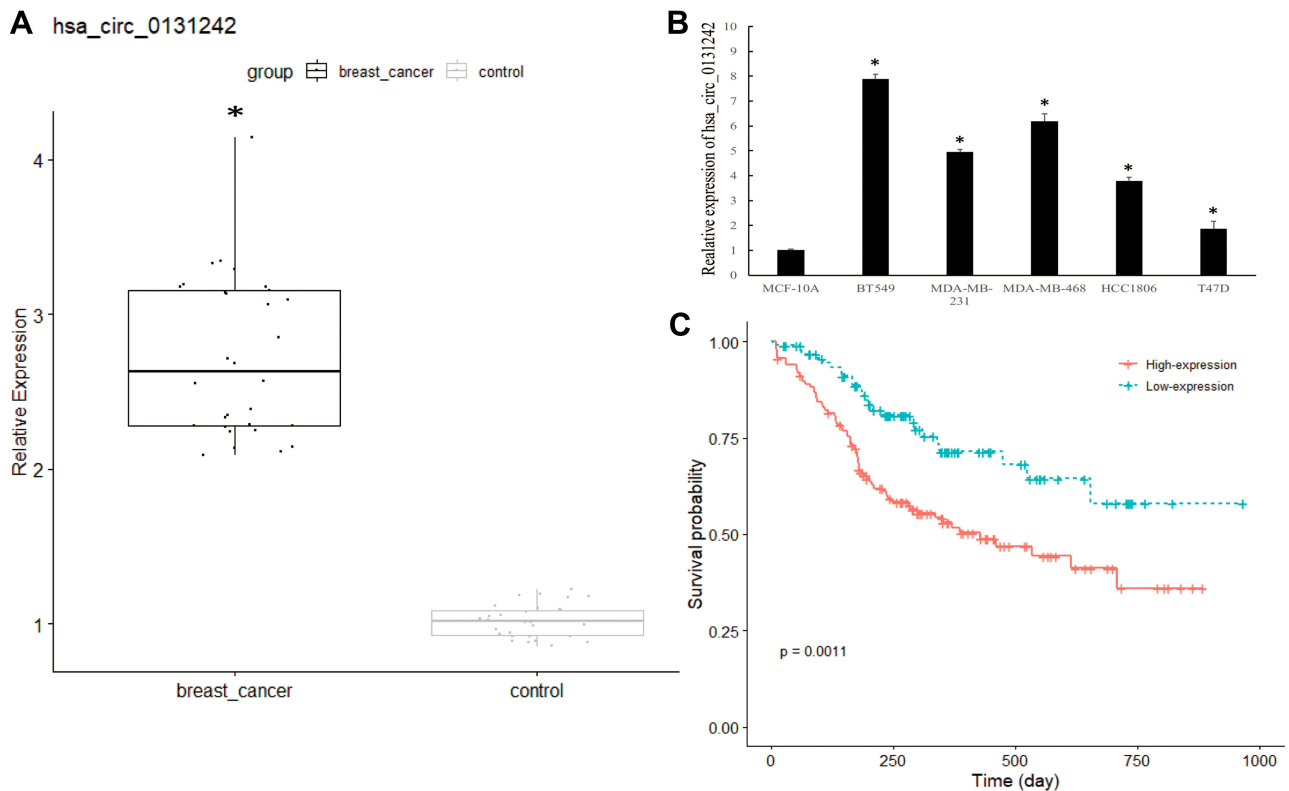 A hsa_circ_0131242
group breast_cancer control
*
Relative Expression
4
3
2
1
breast_cancer control
B
Realative expression of hsa_circ_0131242
10
9
8
7
6
5
4
3
2
1
0
* * * * *
MCF-10A BT549 MDA-MB-231 MDA-MB-468 HCC1806 T47D
C
Survival probability
1.00
0.75
0.50
0.25
0.00
High-expression
Low-expression
p = 0.0011
0 250 500 750 1000
Time (day)